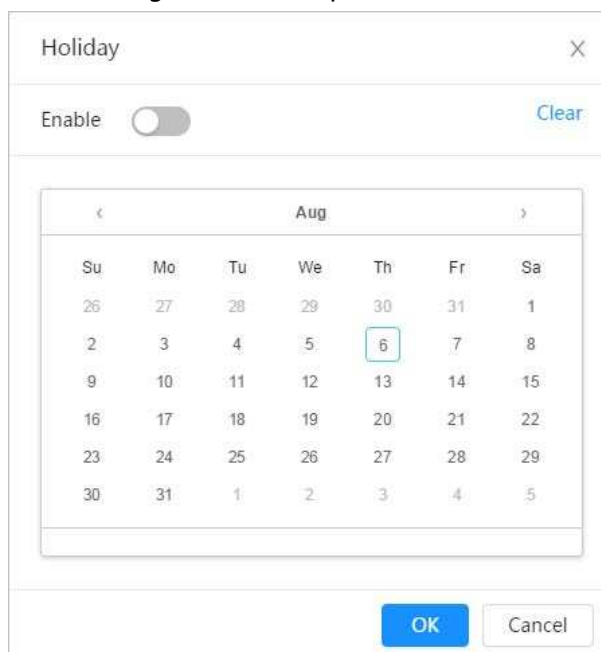 Holiday
Enable Clear
Aug
Su Mo Tu We Th Fr Sa
26 27 28 29 30 31 1
2 3 4 5 6 7 8
9 10 11 12 13 14 15
16 17 18 19 20 21 22
23 24 25 26 27 28 29
30 31 1 2 3 4 5
OK Cancel